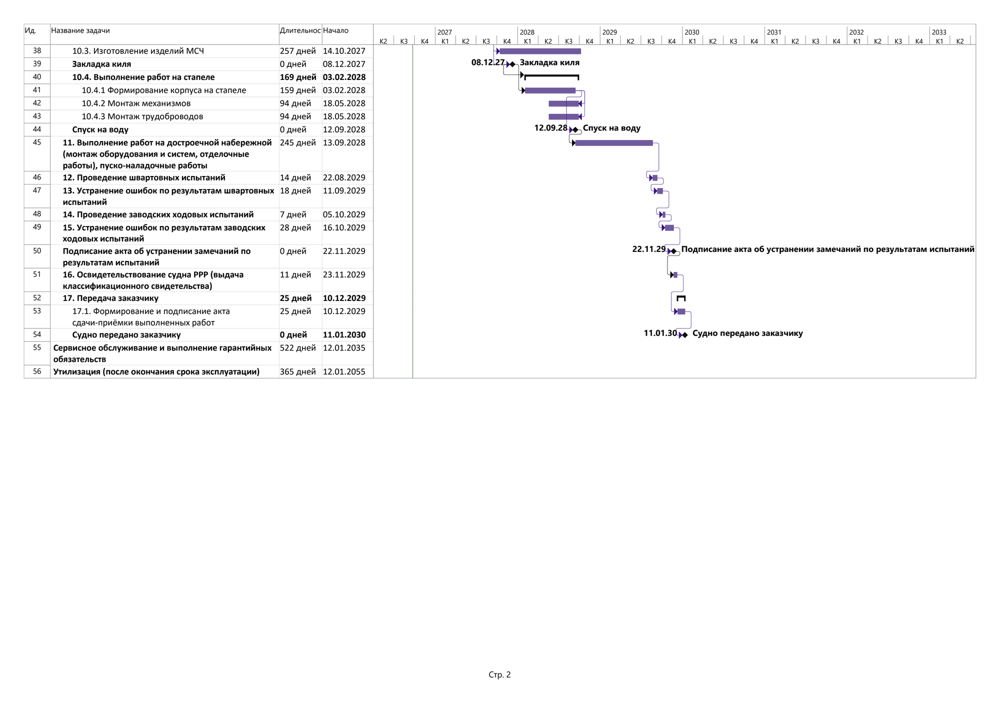 Ид. Название задачи Длительнос Начало
2027 2028 2029 2030 2031 2032 2033
К2 К3 К4 К1 К2 К3 К4 К1 К2 К3 К4 К1 К2 К3 К4 К1 К2 К3 К4 К1 К2 К3 К4 К1 К2 К3 К4 К1 К2
38 10.3. Изготовление изделий МСЧ 257 дней 14.10.2027
39 Закладка киля 0 дней 08.12.2027 08.12.27 Закладка киля
40 10.4. Выполнение работ на стапеле 169 дней 03.02.2028
41 10.4.1 Формирование корпуса на стапеле 159 дней 03.02.2028
42 10.4.2 Монтаж механизмов 94 дней 18.05.2028
43 10.4.3 Монтаж трудоброводов 94 дней 18.05.2028
44 Спуск на воду 0 дней 12.09.2028 12.09.28 Спуск на воду
45 11. Выполнение работ на достроечной набережной 245 дней 13.09.2028
(монтаж оборудования и систем, отделочные
работы), пуско-наладочные работы
46 12. Проведение швартовных испытаний 14 дней 22.08.2029
47 13. Устранение ошибок по результатам швартовных 18 дней 11.09.2029
испытаний
48 14. Проведение заводских ходовых испытаний 7 дней 05.10.2029
49 15. Устранение ошибок по результатам заводских 28 дней 16.10.2029
ходовых испытаний
50 Подписание акта об устранении замечаний по 0 дней 22.11.2029 22.11.29 Подписание акта об устранении замечаний по результатам испытаний
результатам испытаний
51 16. Освидетельствование судна РРР (выдача 11 дней 23.11.2029
классификационного свидетельства)
52 17. Передача заказчику 25 дней 10.12.2029
53 17.1. Формирование и подписание акта 25 дней 10.12.2029
сдачи-приёмки выполненных работ
54 Судно передано заказчику 0 дней 11.01.2030 11.01.30 Судно передано заказчику
55 Сервисное обслуживание и выполнение гарантийных 522 дней 12.01.2035
обязательств
56 Утилизация (после окончания срока эксплуатации) 365 дней 12.01.2055
Стр. 2